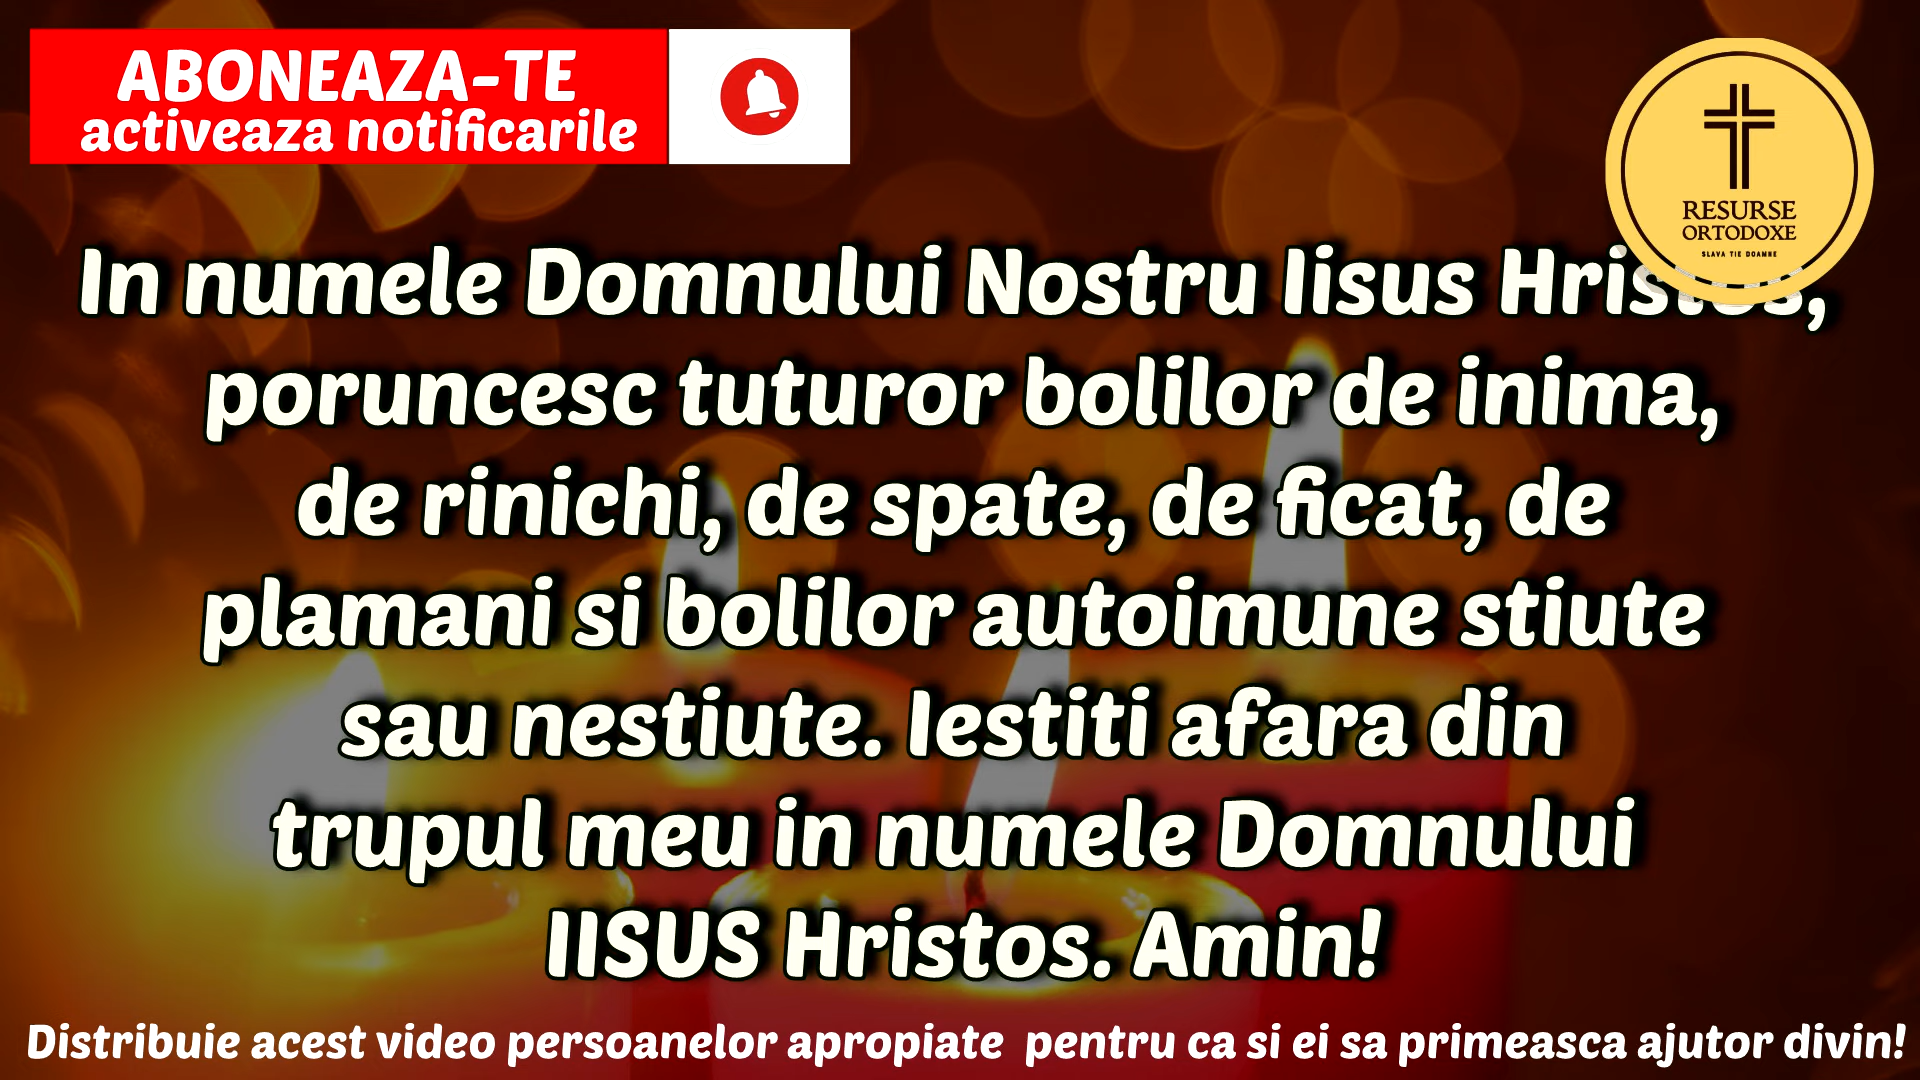 ABONEAZA-TE
activeaza notificarile
RESURSE
ORTODOXE
SLAVA TIE DOAMNE
In numele Domnului Nostru Iisus Hristos,
poruncesc tuturor bolilor de inima,
de rinichi, de spate, de ficat, de
plamani si bolilor autoimune stiute
sau nestiute. Iestiti afara din
trupul meu in numele Domnului
IISUS Hristos. Amin!
Distribuie acest video persoanelor apropiate pentru ca si ei sa primeasca ajutor divin!